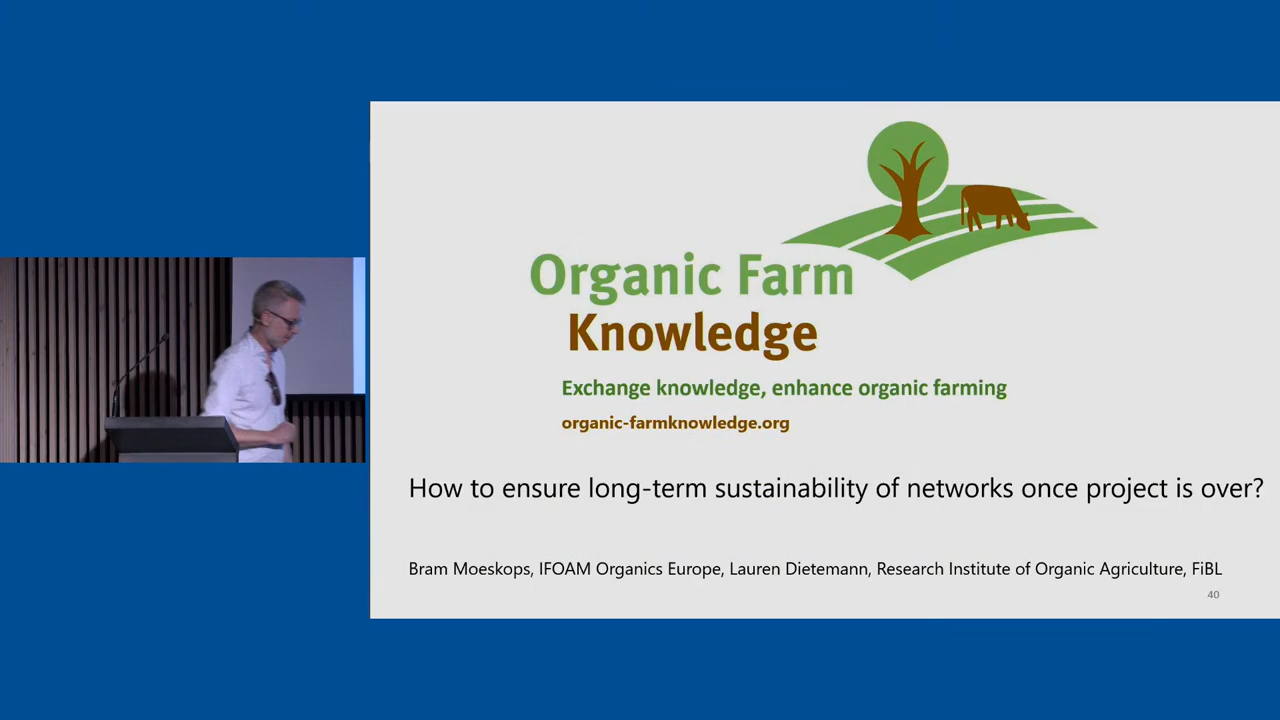 Organic Farm
Knowledge
Exchange knowledge, enhance organic farming
organic-farmknowledge.org
How to ensure long-term sustainability of networks once project is over?
Bram Moeskops, IFOAM Organics Europe, Lauren Dietemann, Research Institute of Organic Agriculture, FiBL
40